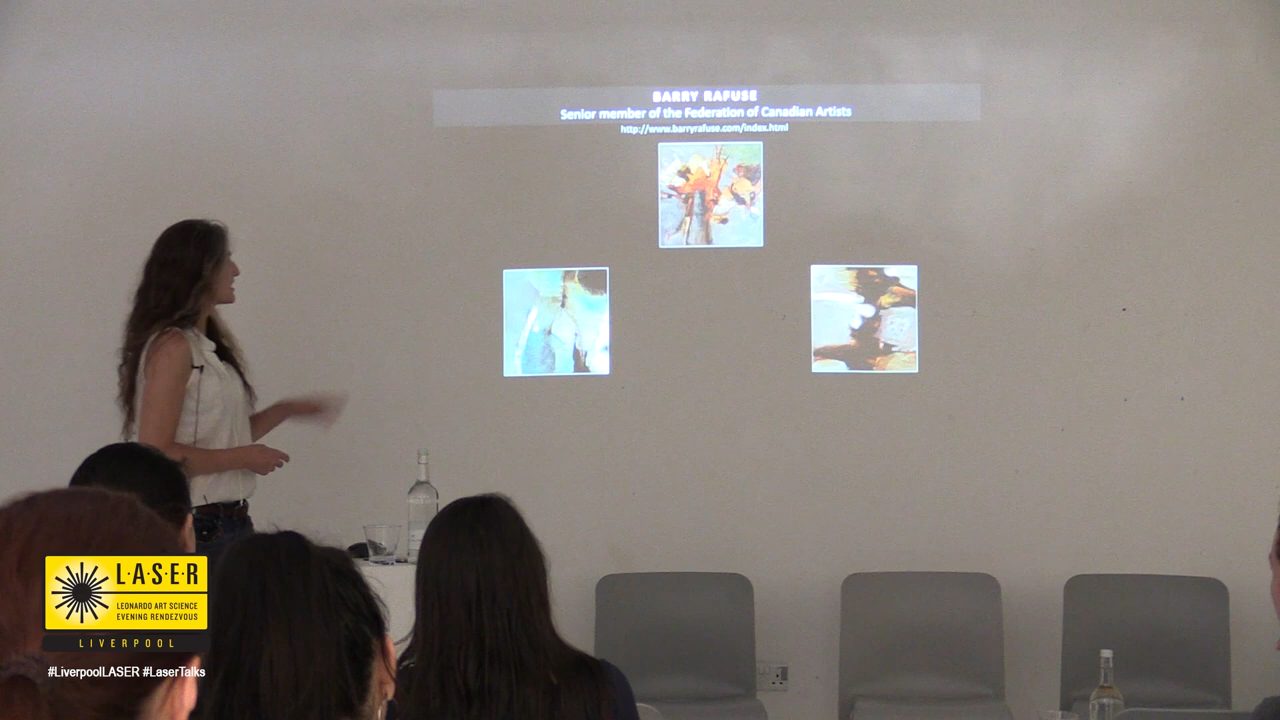 BARRY RAFUSE
Senior member of the Federation of Canadian Artists
http://www.barryrafuse.com/index.html
L·A·S·E·R
LEONARDO ART SCIENCE
EVENING RENDEZVOUS
LIVERPOOL
#LiverpoolLASER #LaserTalks